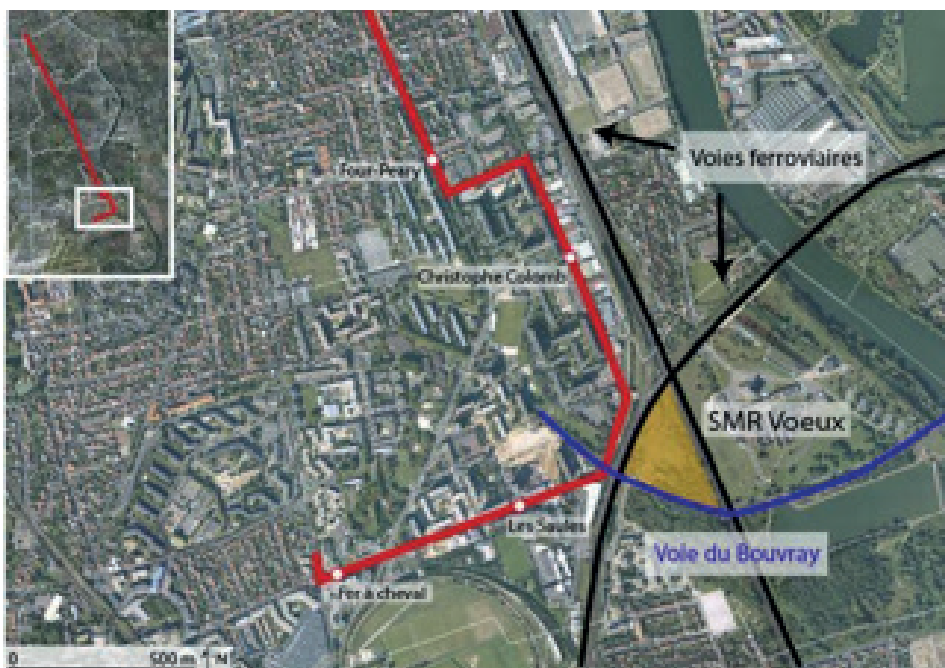 Voies ferroviaires
Four-Peary
Christophe Colomb
SMR Voeux
Les Saules
Voie du Bouvray
Fer à cheval
0 500 m N